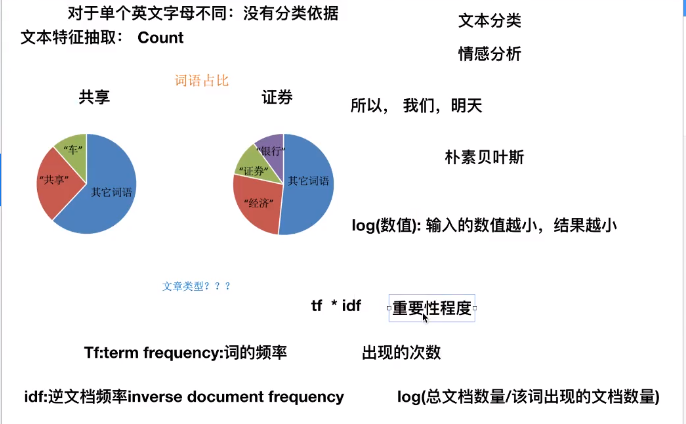 对于单个英文字母不同：没有分类依据
文本分类
文本特征抽取： Count
情感分析
词语占比
共享
证券
所以， 我们，明天
"车"
"共享"
其它词语
"银行"
"证券"
"经济"
其它词语
朴素贝叶斯
log(数值): 输入的数值越小，结果越小
文章类型？？？
tf * idf
重要性程度
Tf:term frequency:词的频率
出现的次数
idf:逆文档频率inverse document frequency
log(总文档数量/该词出现的文档数量)